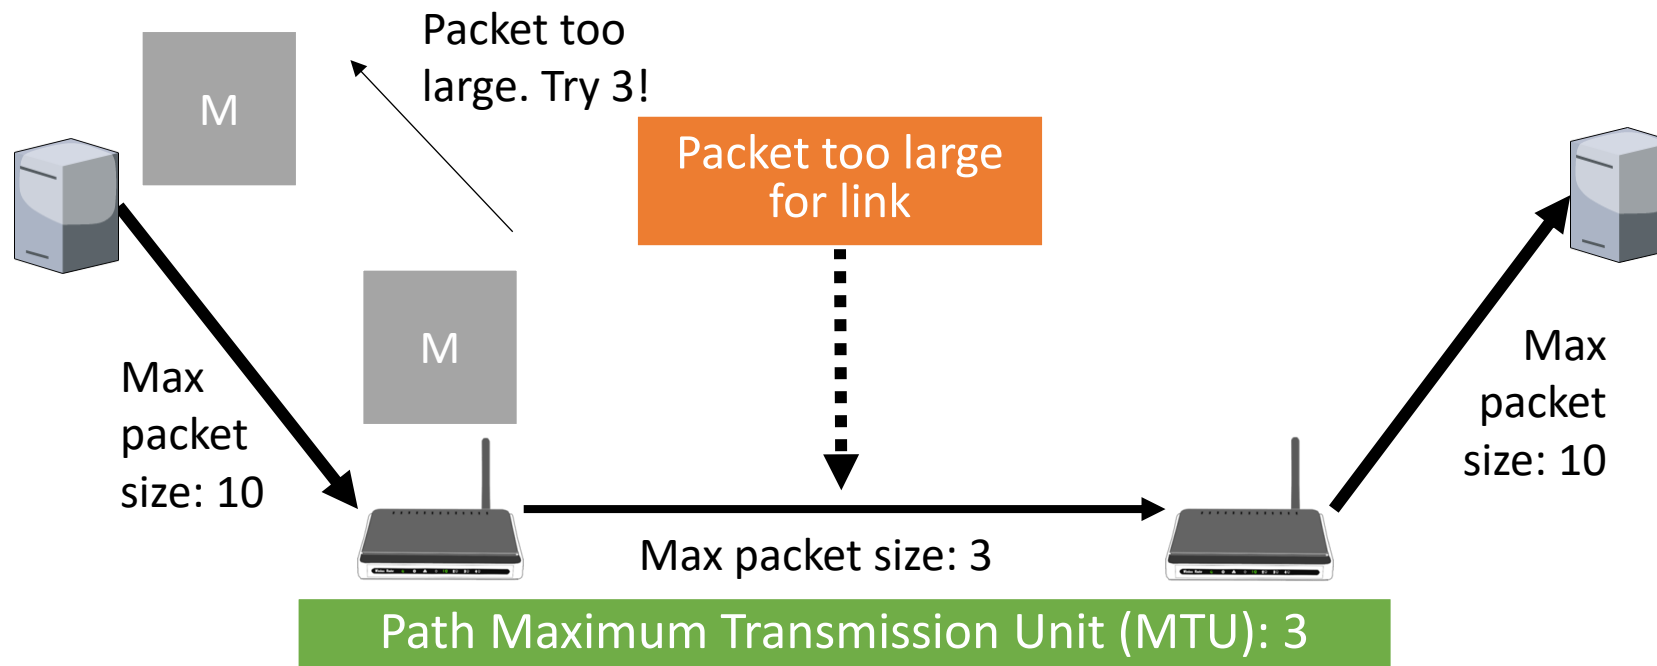 Packet too
large. Try 3!
M
Packet too large
for link
M
Max
packet
size: 10
Max
packet
size: 10
Max packet size: 3
Path Maximum Transmission Unit (MTU): 3